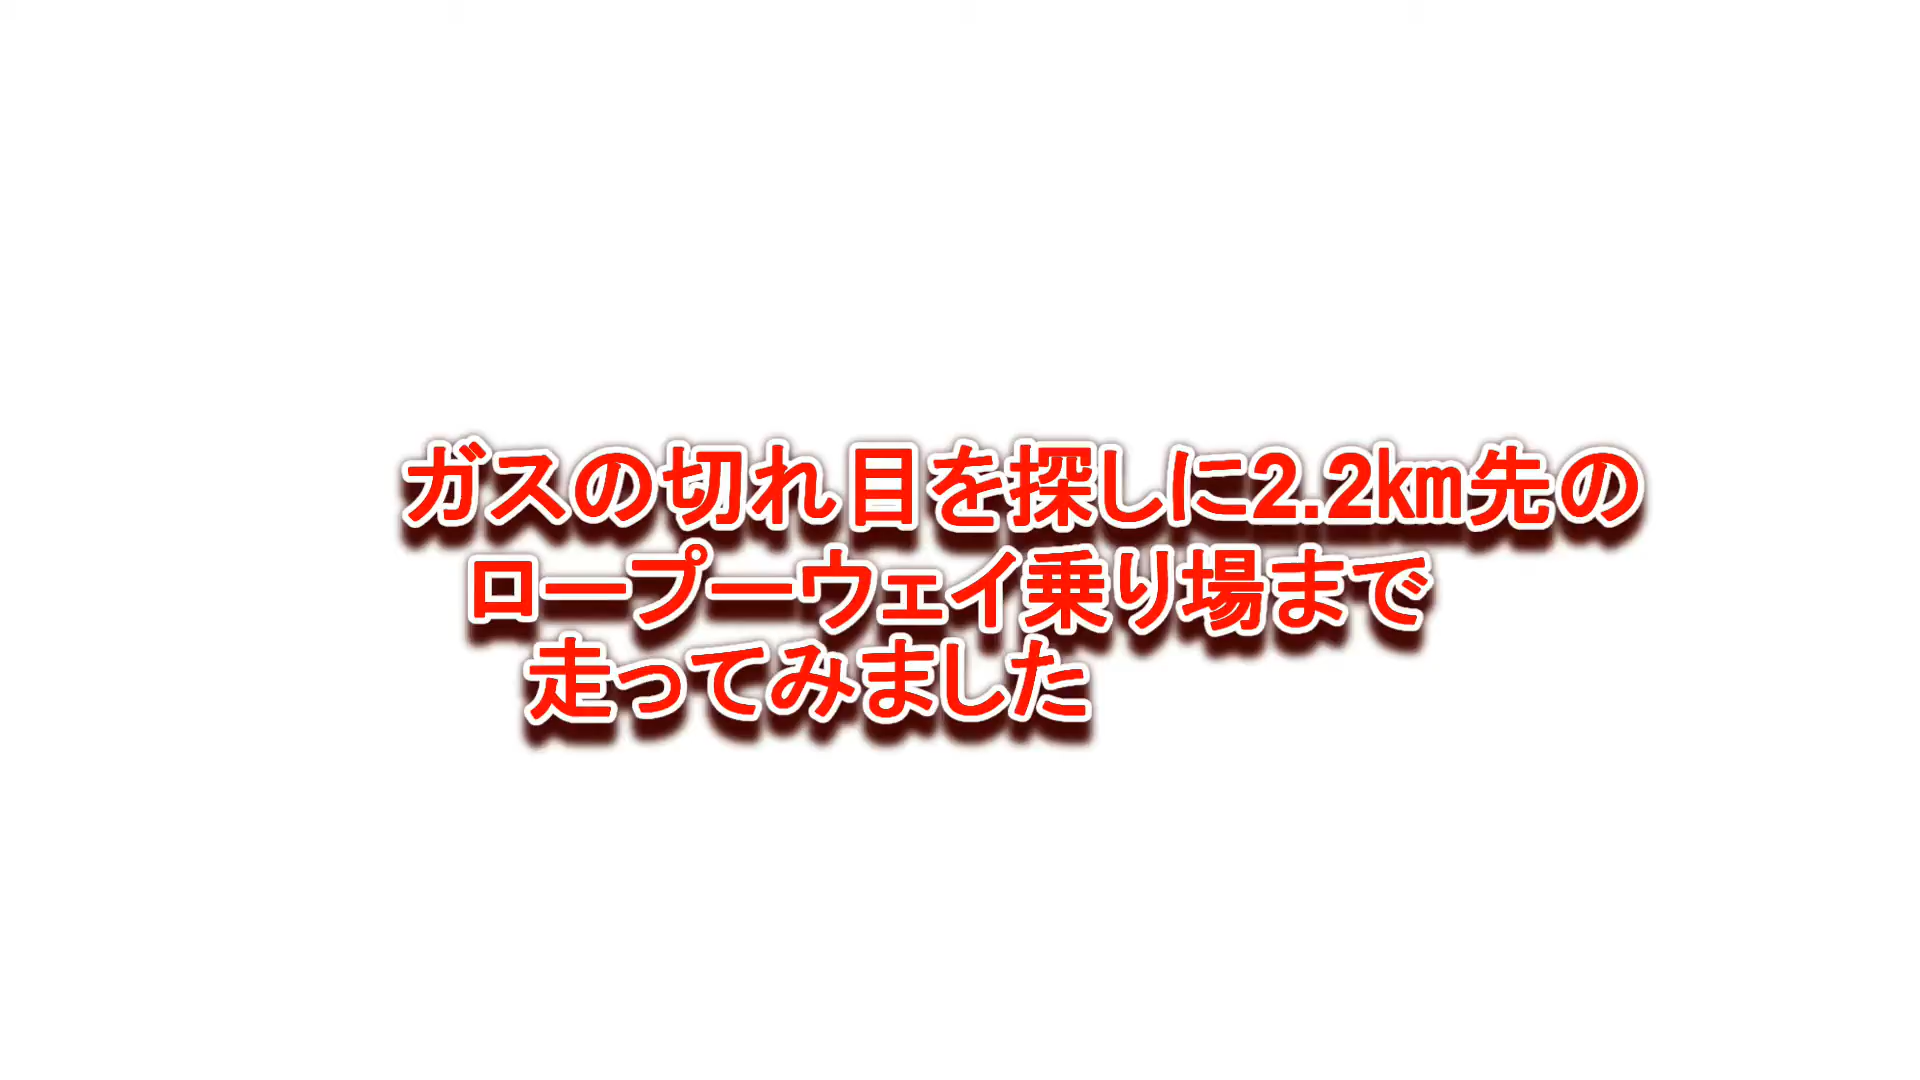 ガスの切れ目を探しに2.2㎞先の
ロープーウェイ乗り場まで
走ってみました